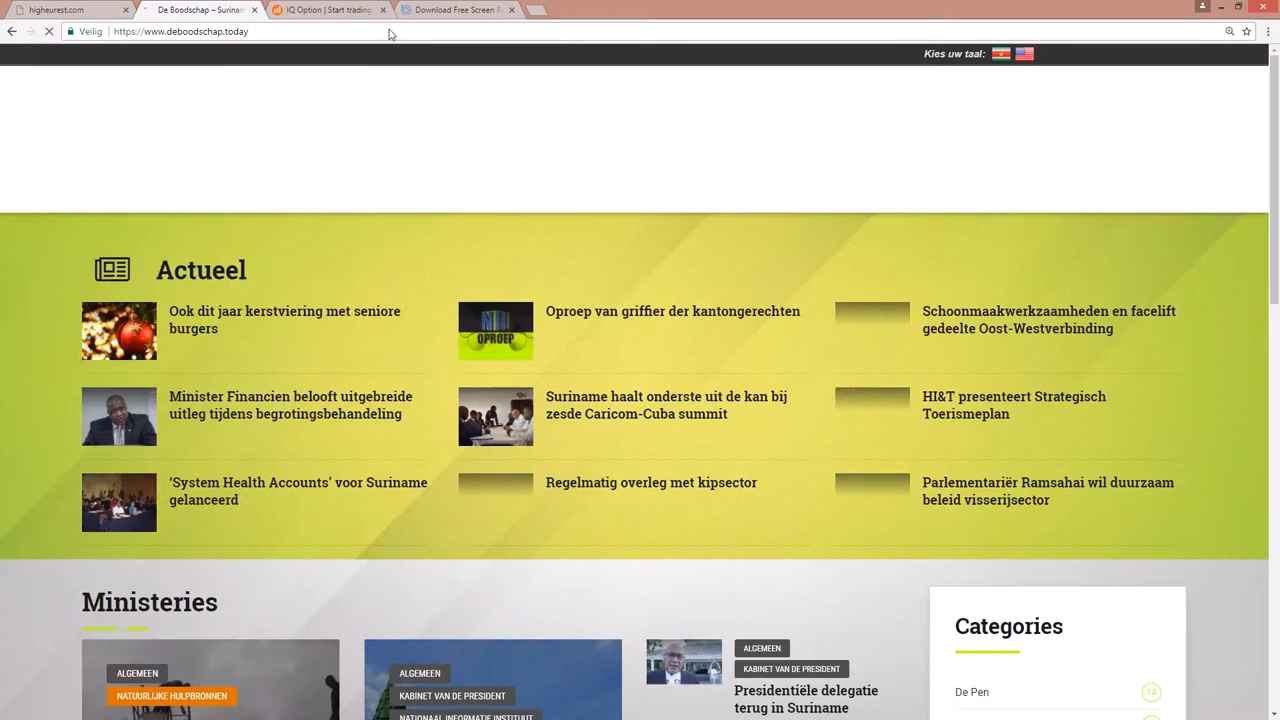 higheurest.com
De Boodschap – Surinam
IQ Option | Start trading
Download Free Screen R
Veilig
https://www.deboodschap.today
Kies uw taal:
Actueel
Ook dit jaar kerstviering met seniore
burgers
Oproep van griffier der kantongerechten
OPROEP
Schoonmaakwerkzaamheden en facelift
gedeelte Oost-Westverbinding
Minister Financien belooft uitgebreide
uitleg tijdens begrotingsbehandeling
Suriname haalt onderste uit de kan bij
zesde Caricom-Cuba summit
HI&T presenteert Strategisch
Toerismeplan
‘System Health Accounts’ voor Suriname
gelanceerd
Regelmatig overleg met kipsector
Parlementariër Ramsahai wil duurzaam
beleid visserijsector
Ministeries
ALGEMEEN
NATUURLIJKE HULPBRONNEN
ALGEMEEN
KABINET VAN DE PRESIDENT
NATIONAAL INFORMATIE INSTITUUT
ALGEMEEN
KABINET VAN DE PRESIDENT
Presidentiële delegatie
terug in Suriname
Categories
De Pen
14